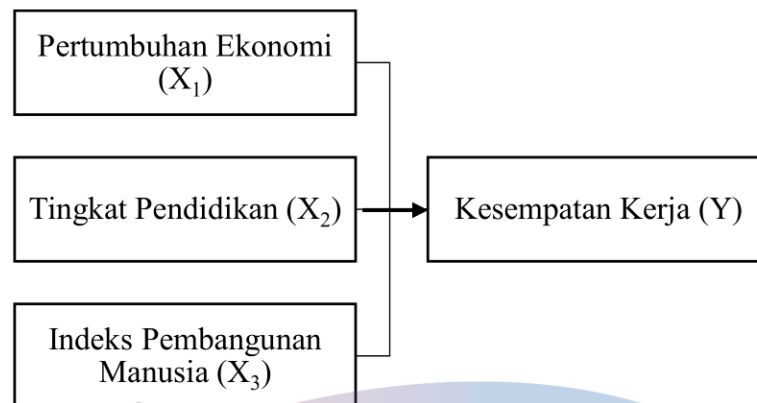 Pertumbuhan Ekonomi
(X₁)
Tingkat Pendidikan (X₂)
Kesempatan Kerja (Y)
Indeks Pembangunan
Manusia (X₃)